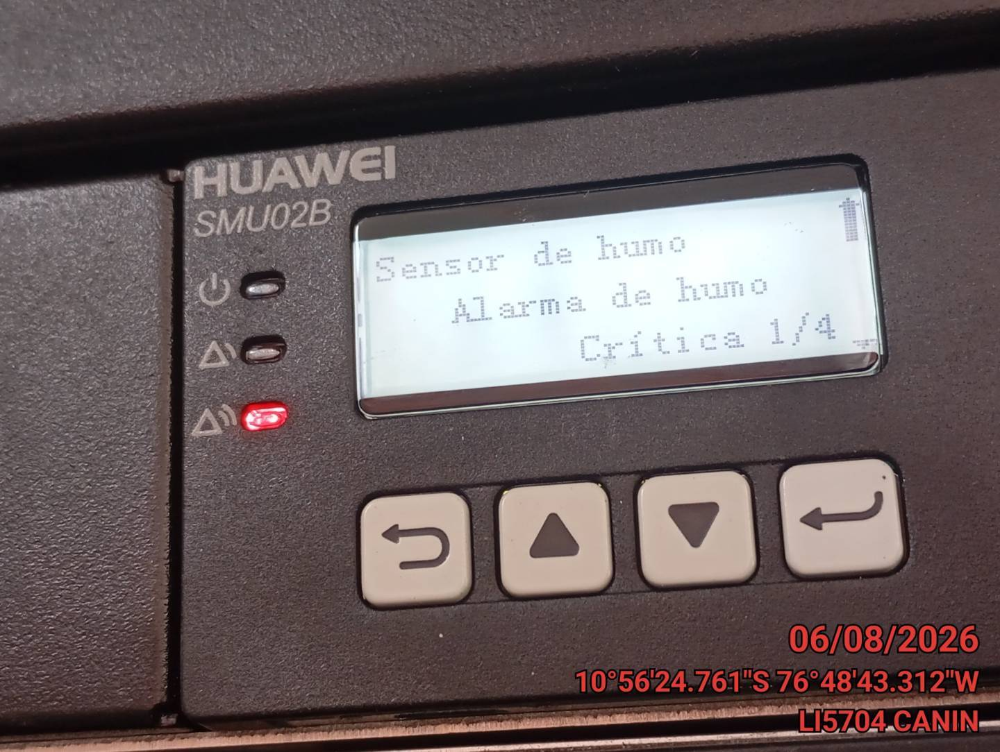 HUAWEI
SMU02B
Sensor de humo
Alarma de humo
Crítica 1/4
06/08/2026
10°56'24.761"S 76°48'43.312"W
LI5704 CANIN